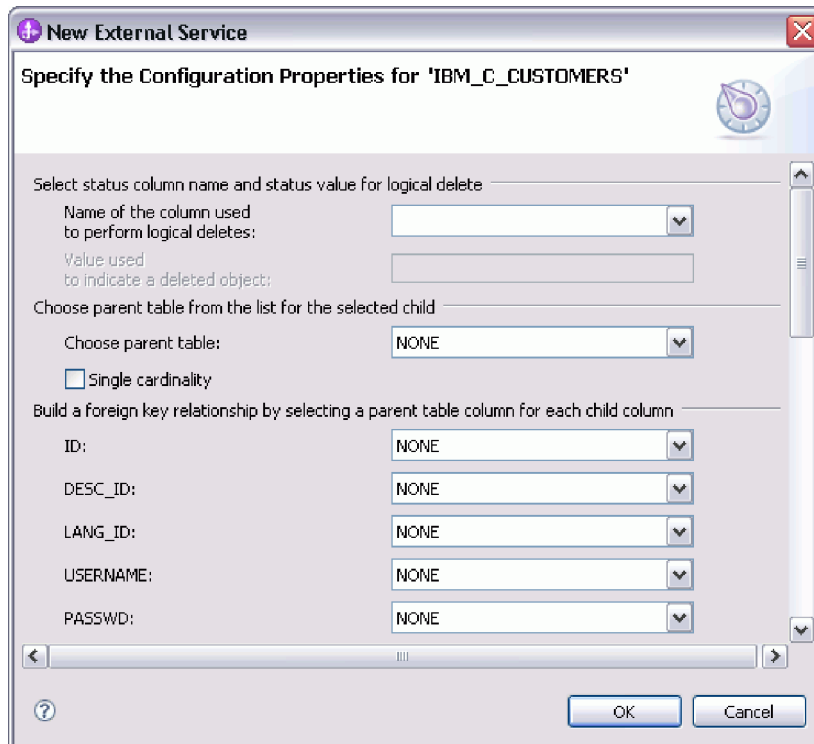 New External Service
Specify the Configuration Properties for 'IBM_C_CUSTOMERS'
Select status column name and status value for logical delete
Name of the column used
to perform logical deletes:
Value used
to indicate a deleted object:
Choose parent table from the list for the selected child
Choose parent table: NONE
Single cardinality
Build a foreign key relationship by selecting a parent table column for each child column
ID: NONE
DESC_ID: NONE
LANG_ID: NONE
USERNAME: NONE
PASSWD: NONE
? OK Cancel